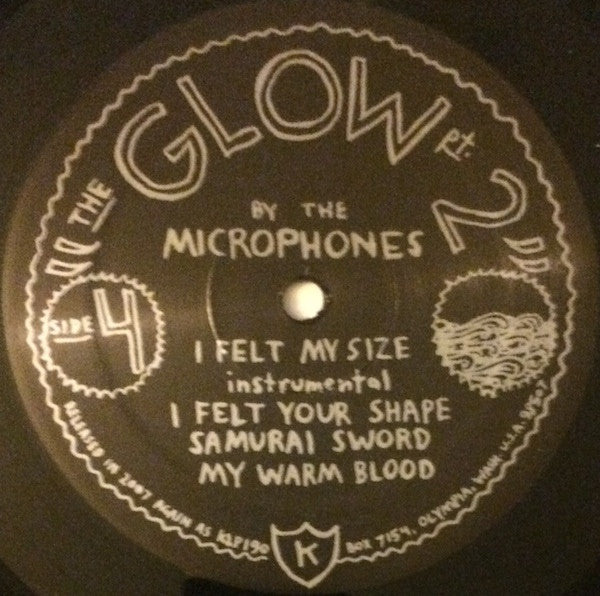 "THE GLOW pt. 2"
BY THE
MICROPHONES
SIDE 4
I FELT MY SIZE
instrumental
I FELT YOUR SHAPE
SAMURAI SWORD
MY WARM BLOOD
RELEASED IN 2007 AGAIN AS KLP190
K
BOX 7154, OLYMPIA, WASH. U.S.A. 98507